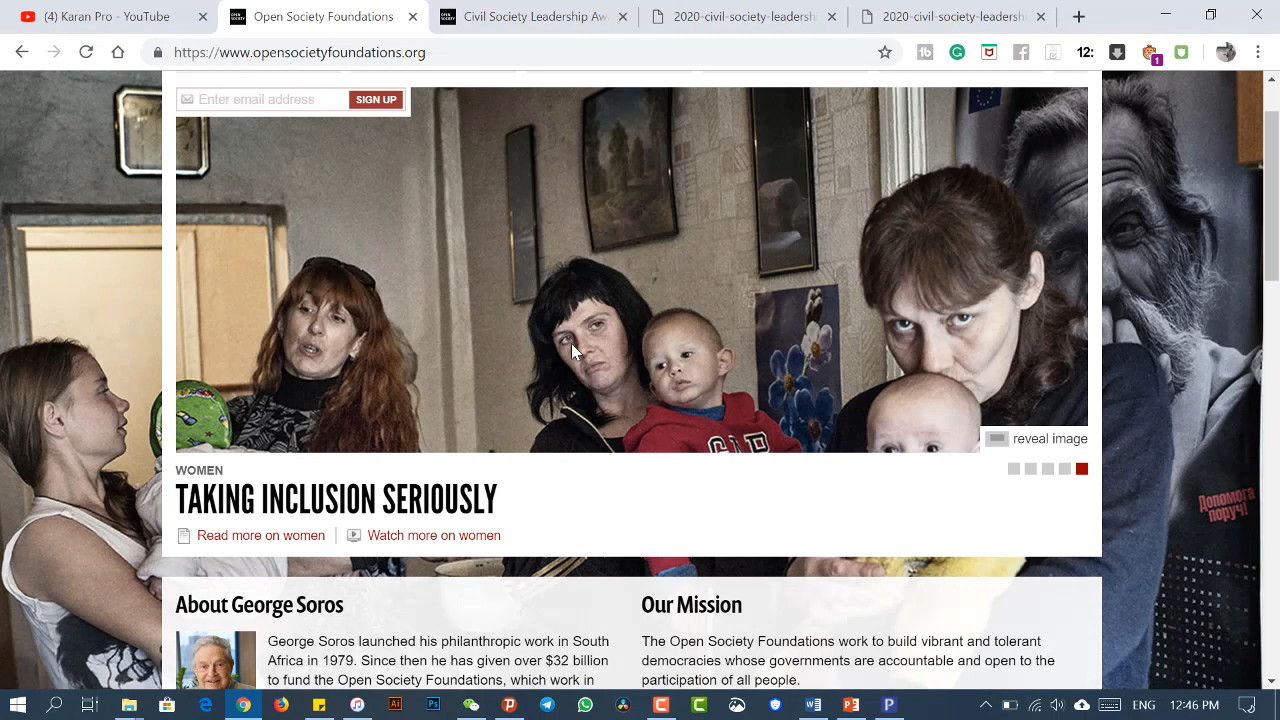 (4) YouTube
Open Society Foundations
Civil Society Leadership Aw
2020-civil-society-leadersh
2020-civil-society-leadersh
https://www.opensocietyfoundations.org
12:
1
Enter email address
SIGN UP
GAP
reveal image
WOMEN
TAKING INCLUSION SERIOUSLY
Read more on women
Watch more on women
Допомога
поруч!
About George Soros
George Soros launched his philanthropic work in South
Africa in 1979. Since then he has given over $32 billion
to fund the Open Society Foundations, which work in
Our Mission
The Open Society Foundations work to build vibrant and tolerant
democracies whose governments are accountable and open to the
participation of all people.
ENG
12:46 PM